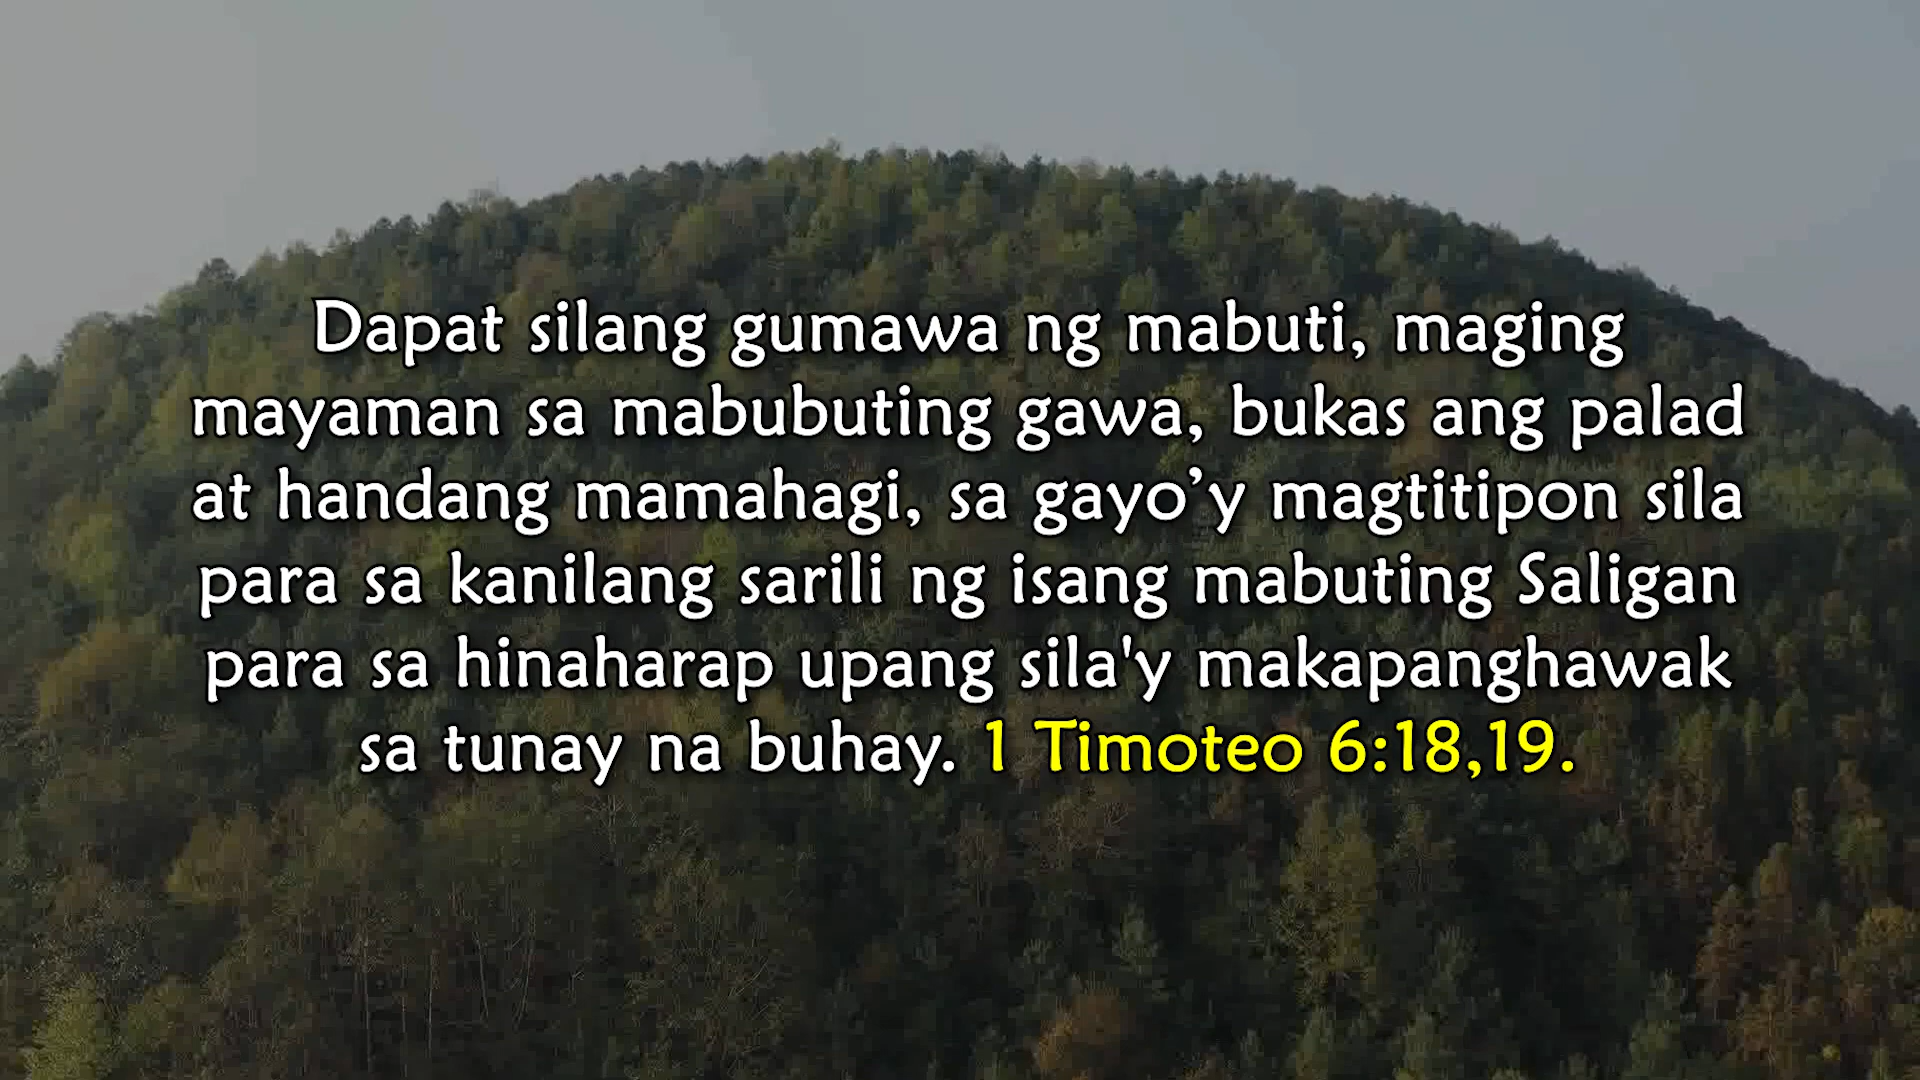 Dapat silang gumawa ng mabuti, maging
mayaman sa mabubuting gawa, bukas ang palad
at handang mamahagi, sa gayo’y magtitipon sila
para sa kanilang sarili ng isang mabuting Saligan
para sa hinaharap upang sila'y makapanghawak
sa tunay na buhay. 1 Timoteo 6:18,19.